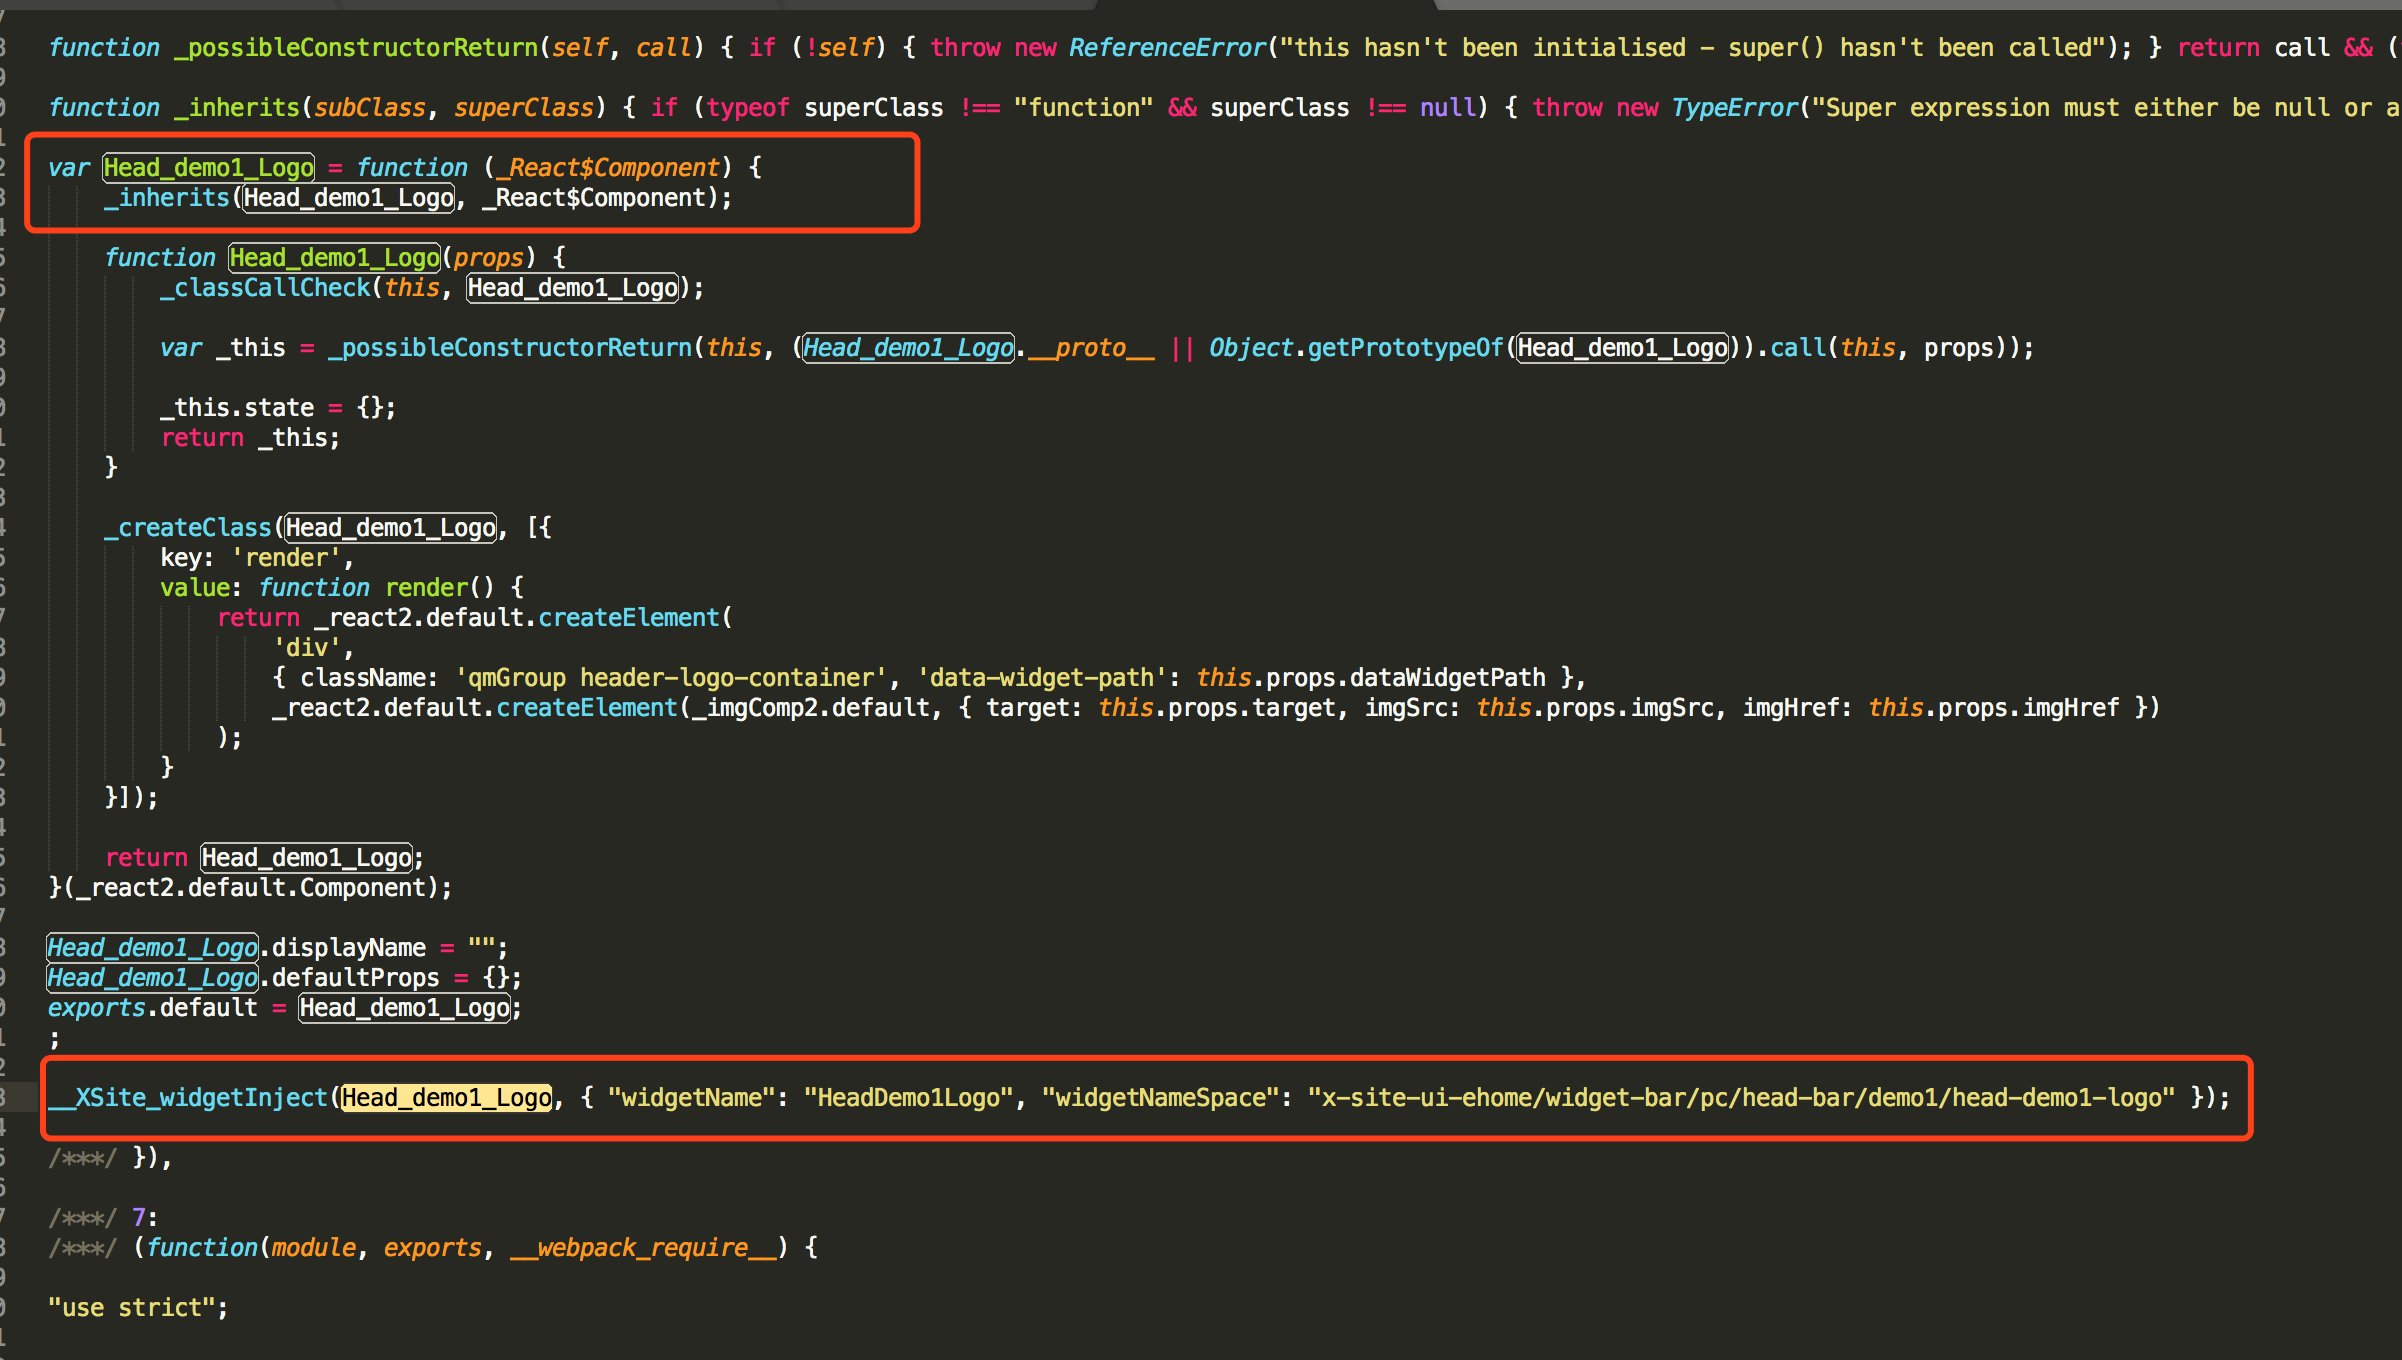 function _possibleConstructorReturn(self, call) { if (!self) { throw new ReferenceError("this hasn't been initialised - super() hasn't been called"); } return call && (
function _inherits(subClass, superClass) { if (typeof superClass !== "function" && superClass !== null) { throw new TypeError("Super expression must either be null or a
var Head_demo1_Logo = function (_React$Component) {
_inherits(Head_demo1_Logo, _React$Component);
function Head_demo1_Logo(props) {
_classCallCheck(this, Head_demo1_Logo);
var _this = _possibleConstructorReturn(this, (Head_demo1_Logo.__proto__ || Object.getPrototypeOf(Head_demo1_Logo)).call(this, props));
_this.state = {};
return _this;
}
_createClass(Head_demo1_Logo, [{
key: 'render',
value: function render() {
return _react2.default.createElement(
'div',
{ className: 'qmGroup header-logo-container', 'data-widget-path': this.props.dataWidgetPath },
_react2.default.createElement(_imgComp2.default, { target: this.props.target, imgSrc: this.props.imgSrc, imgHref: this.props.imgHref })
);
}
}]);
return Head_demo1_Logo;
}(_react2.default.Component);
Head_demo1_Logo.displayName = "";
Head_demo1_Logo.defaultProps = {};
exports.default = Head_demo1_Logo;
;
__XSite_widgetInject(Head_demo1_Logo, { "widgetName": "HeadDemo1Logo", "widgetNameSpace": "x-site-ui-ehome/widget-bar/pc/head-bar/demo1/head-demo1-logo" });
/***/ }),
/***/ 7:
/***/ (function(module, exports, __webpack_require__) {
"use strict";